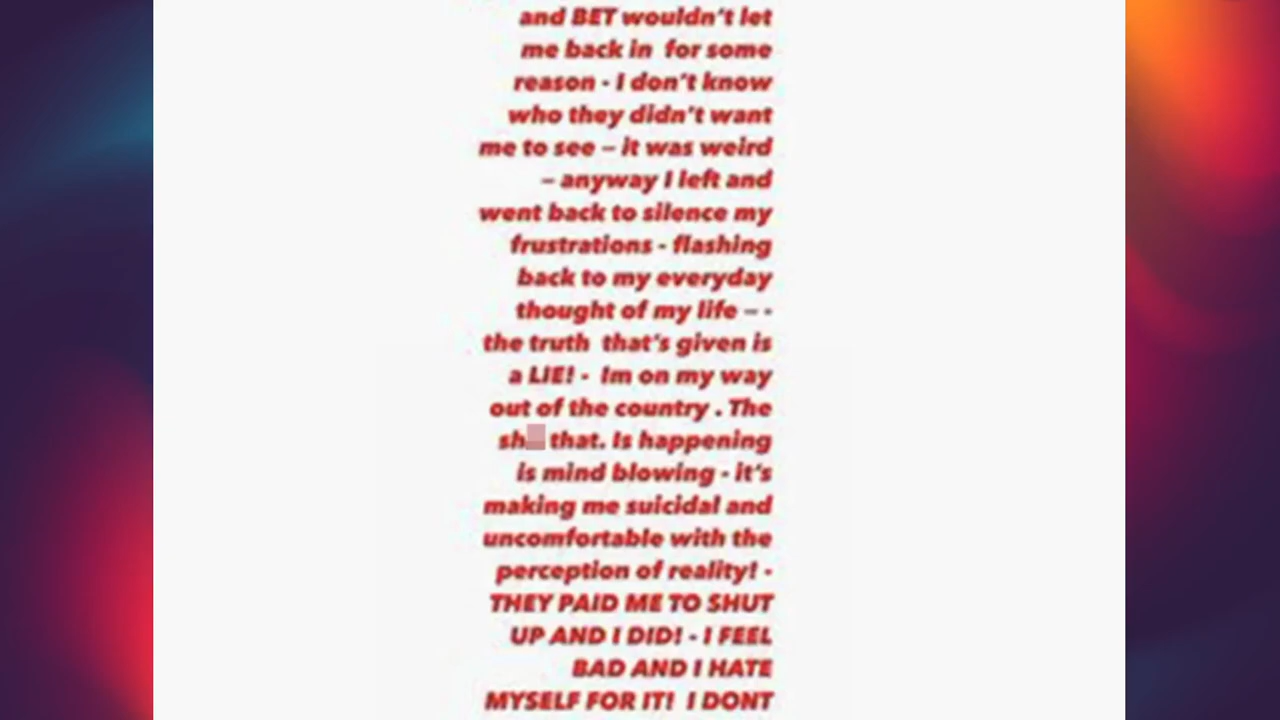 and BET wouldn't let
me back in for some
reason - I don't know
who they didn't want
me to see – it was weird
– anyway I left and
went back to silence my
frustrations - flashing
back to my everyday
thought of my life – -
the truth that's given is
a LIE! - Im on my way
out of the country . The
sh that. Is happening
is mind blowing - it's
making me suicidal and
uncomfortable with the
perception of reality! -
THEY PAID ME TO SHUT
UP AND I DID! - I FEEL
BAD AND I HATE
MYSELF FOR IT! I DONT